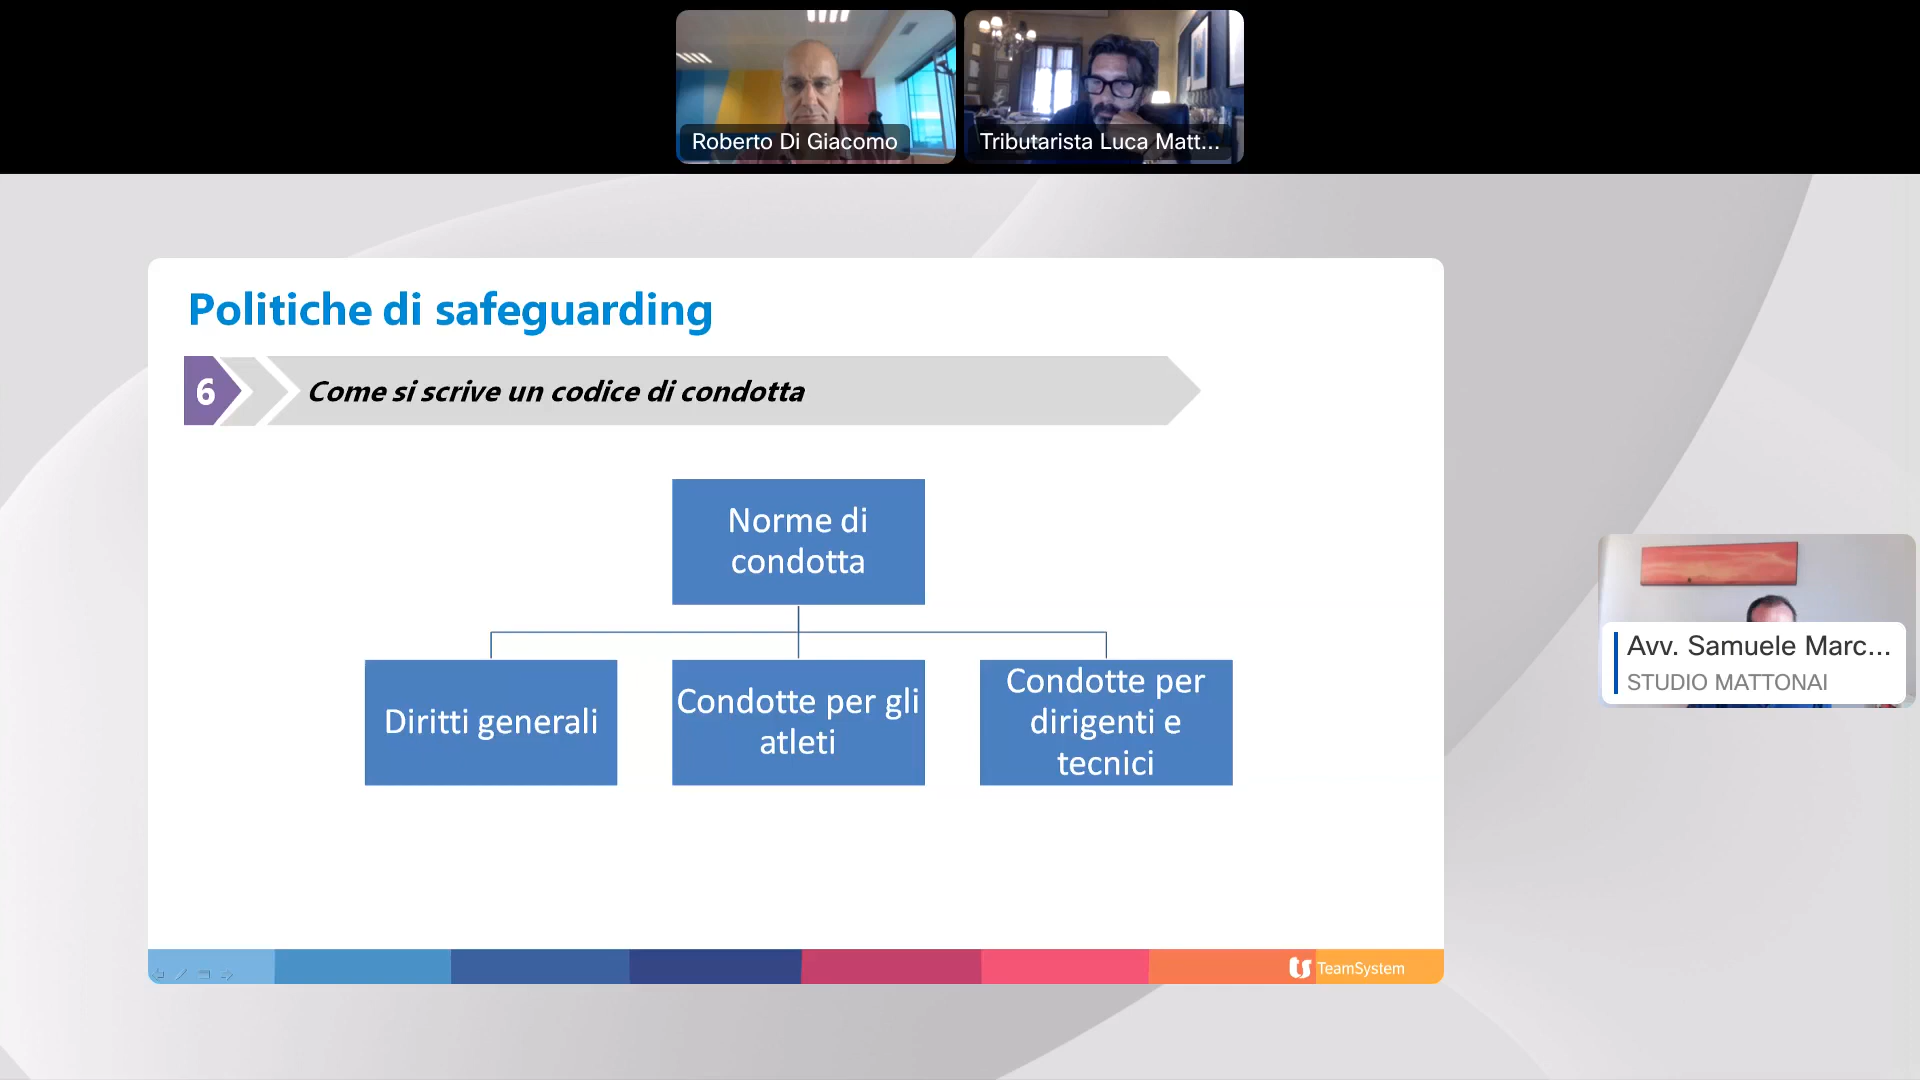 Roberto Di Giacomo
Tributarista Luca Matt...
Politiche di safeguarding
6
Come si scrive un codice di condotta
Norme di
condotta
Diritti generali
Condotte per gli
atleti
Condotte per
dirigenti e
tecnici
Avv. Samuele Marc...
STUDIO MATTONAI
ts TeamSystem